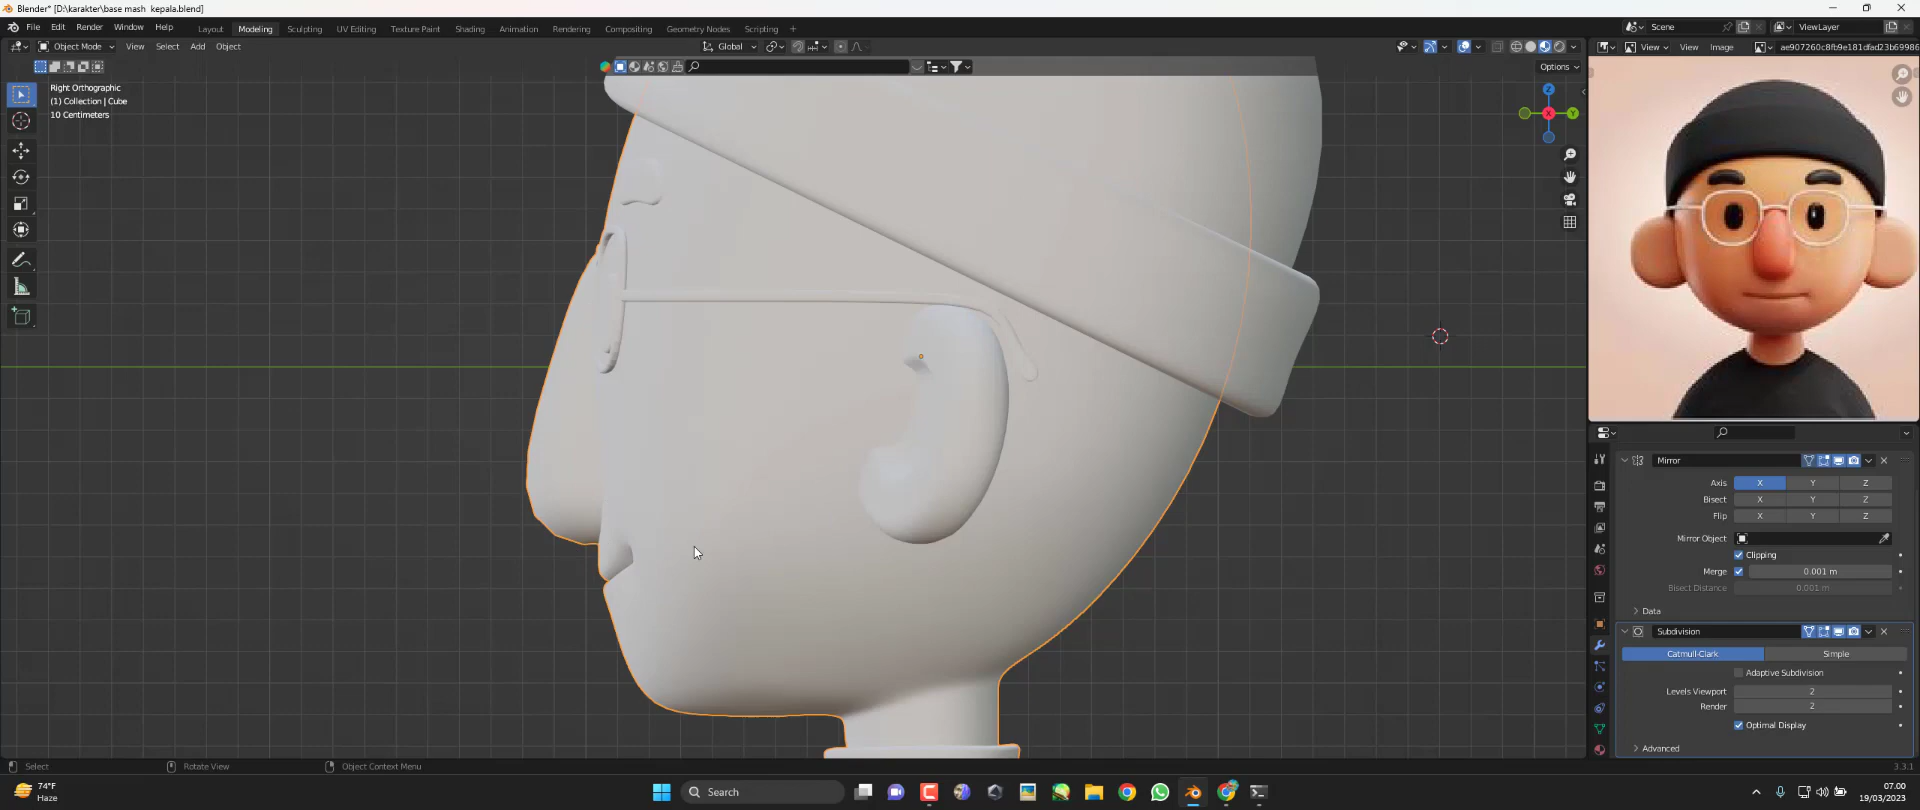 Blender* [D:\karakter\base mash  kepala.blend]
File Edit Render Window Help Layout Modeling Sculpting UV Editing Texture Paint Shading Animation Rendering Compositing Geometry Nodes Scripting + Scene ViewLayer
Object Mode View Select Add Object Global View View Image ae907260c8fb9e181dfad23b69986
Options
Right Orthographic
(1) Collection | Cube
10 Centimeters
Z
X Y
Mirror
Axis X Y Z
Bisect X Y Z
Flip X Y Z
Mirror Object
Clipping
Merge 0.001 m
Bisect Distance 0.001 m
Data
Subdivision
Catmull-Clark Simple
Adaptive Subdivision
Levels Viewport 2
Render 2
Optimal Display
Advanced
Select Rotate View Object Context Menu 3.3.1
74°F
Haze
Search
07.00
19/03/2023